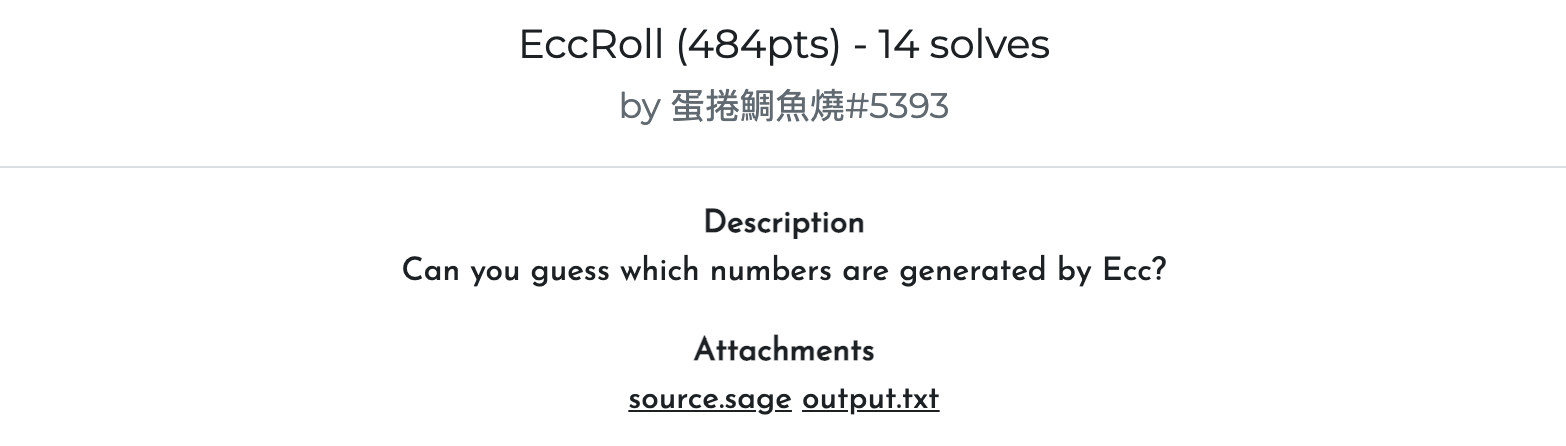 EccRoll (484pts) - 14 solves
by 蛋捲鯛魚燒#5393
Description
Can you guess which numbers are generated by Ecc?
Attachments
source.sage output.txt